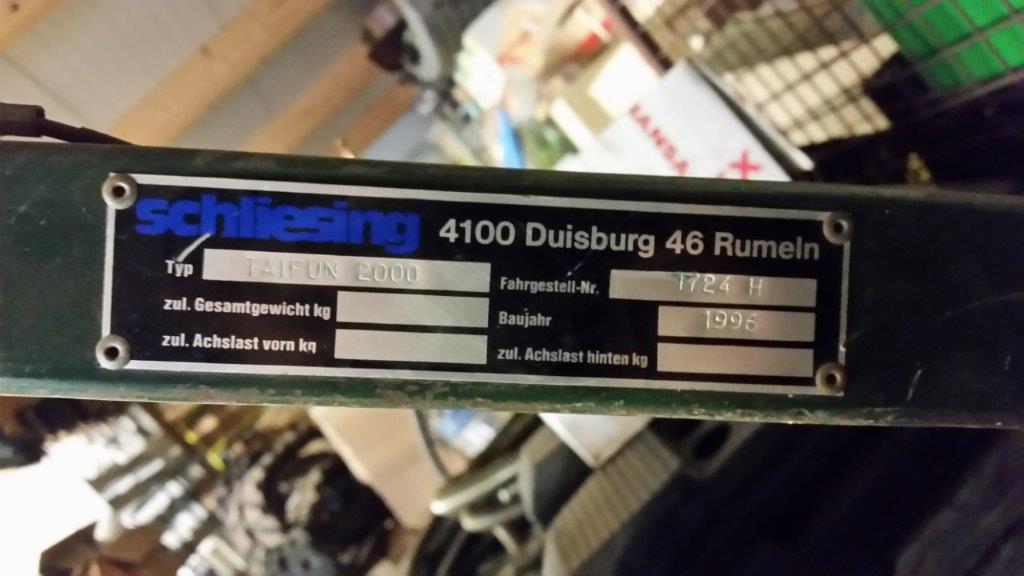 schliesing 4100 Duisburg 46 Rumeln
Typ TAIFUN 2000
Fahrgestell-Nr. 1724 H
zul. Gesamtgewicht kg
Baujahr 1996
zul. Achslast vorn kg
zul. Achslast hinten kg
HANSA